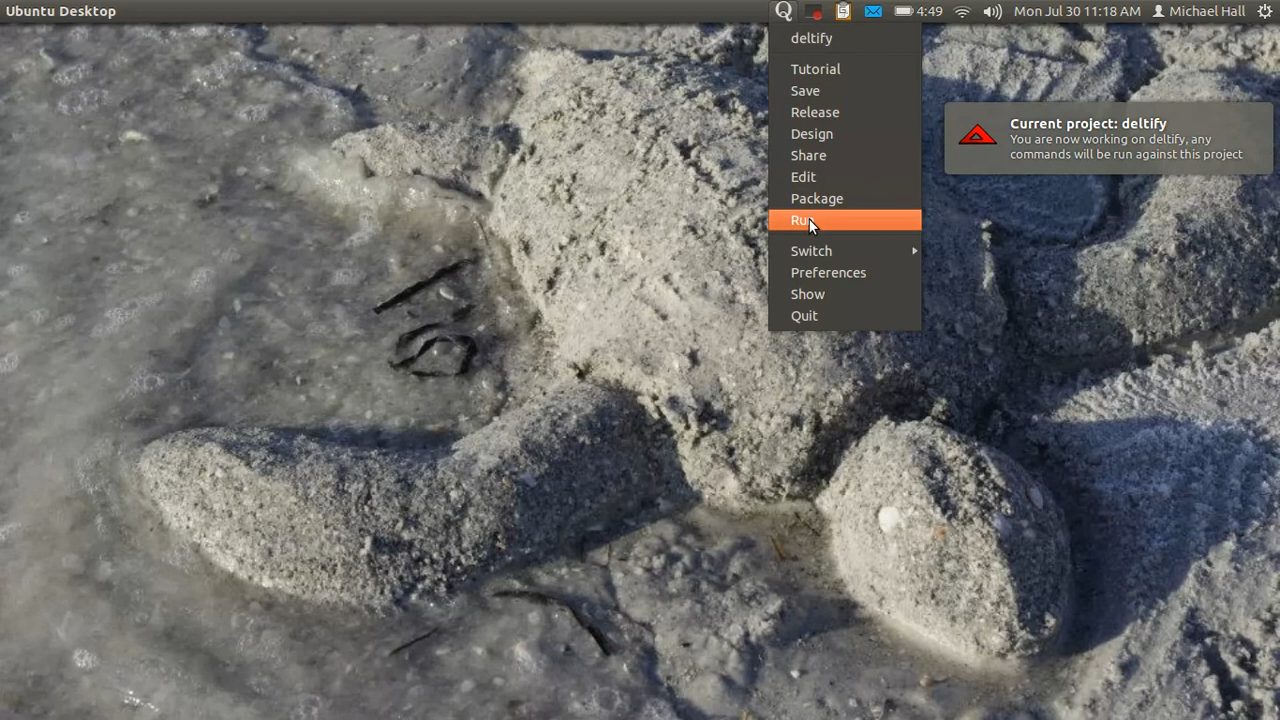 Ubuntu Desktop
4:49
Mon Jul 30 11:18 AM
Michael Hall
deltify
Tutorial
Save
Release
Design
Share
Edit
Package
Run
Switch
Preferences
Show
Quit
Current project: deltify
You are now working on deltify, any
commands will be run against this project